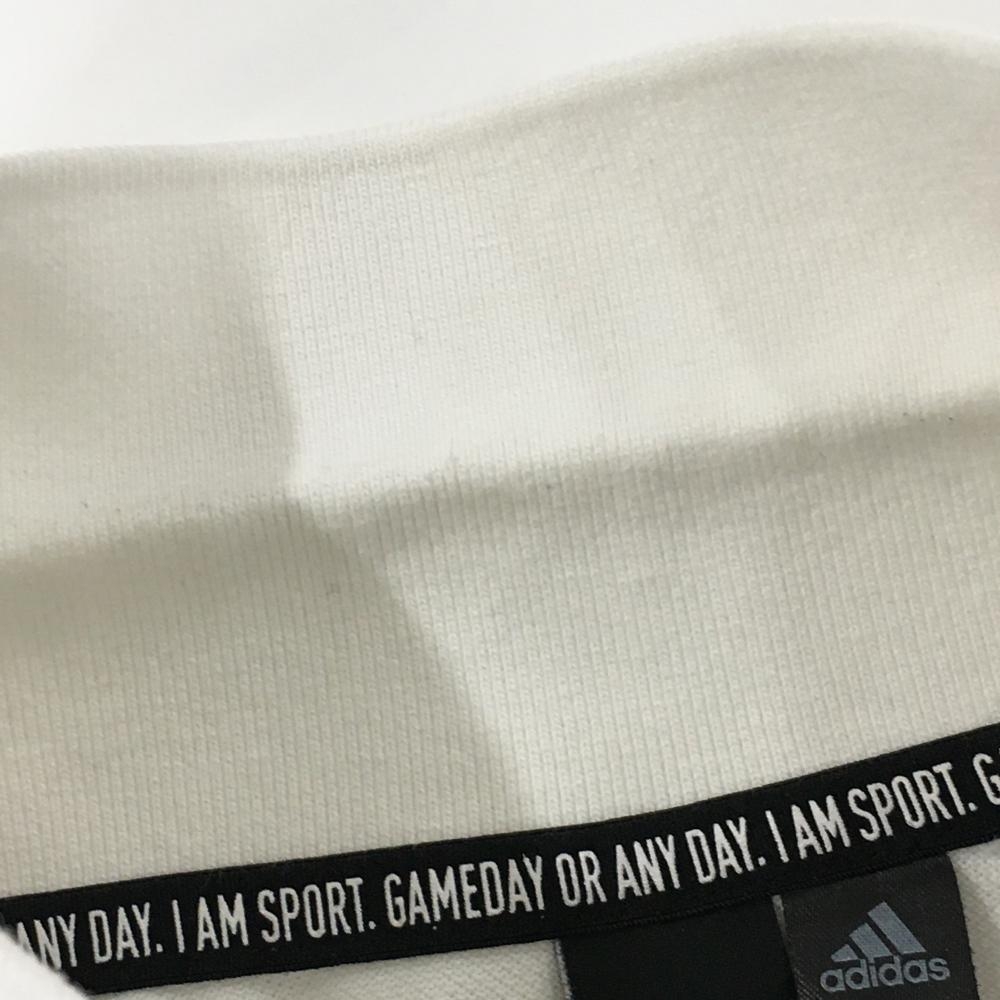 ANY DAY. I AM SPORT. GAMEDAY OR ANY DAY. I AM SPORT. G
adidas